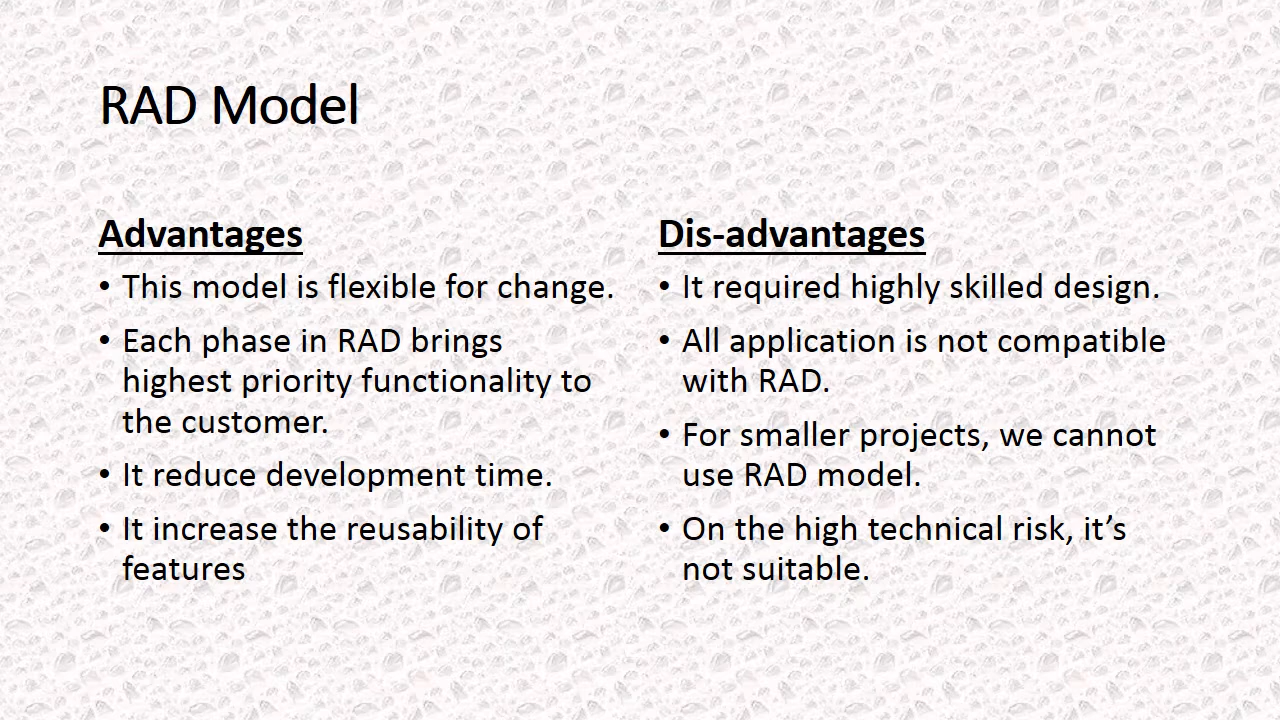 RAD Model
Advantages
• This model is flexible for change.
• Each phase in RAD brings
highest priority functionality to
the customer.
• It reduce development time.
• It increase the reusability of
features
Dis-advantages
• It required highly skilled design.
• All application is not compatible
with RAD.
• For smaller projects, we cannot
use RAD model.
• On the high technical risk, it’s
not suitable.